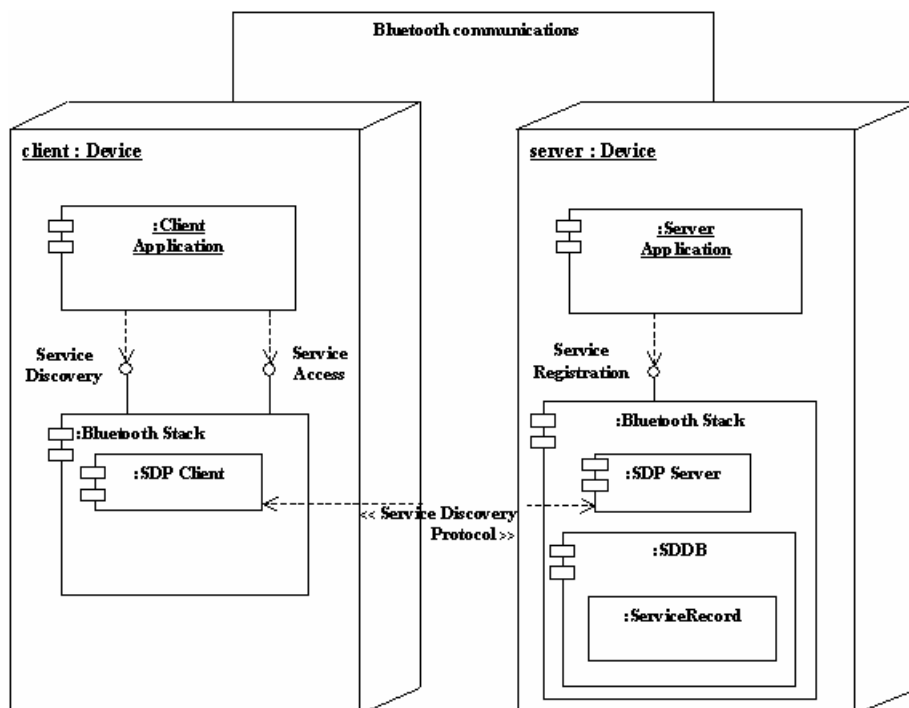 Bluetooth communications
client : Device
:Client
Application
Service
Discovery
Service
Access
:Bluetooth Stack
:SDP Client
<< Service Discovery
Protocol >>
server : Device
:Server
Application
Service
Registration
:Bluetooth Stack
:SDP Server
:SDDB
:ServiceRecord